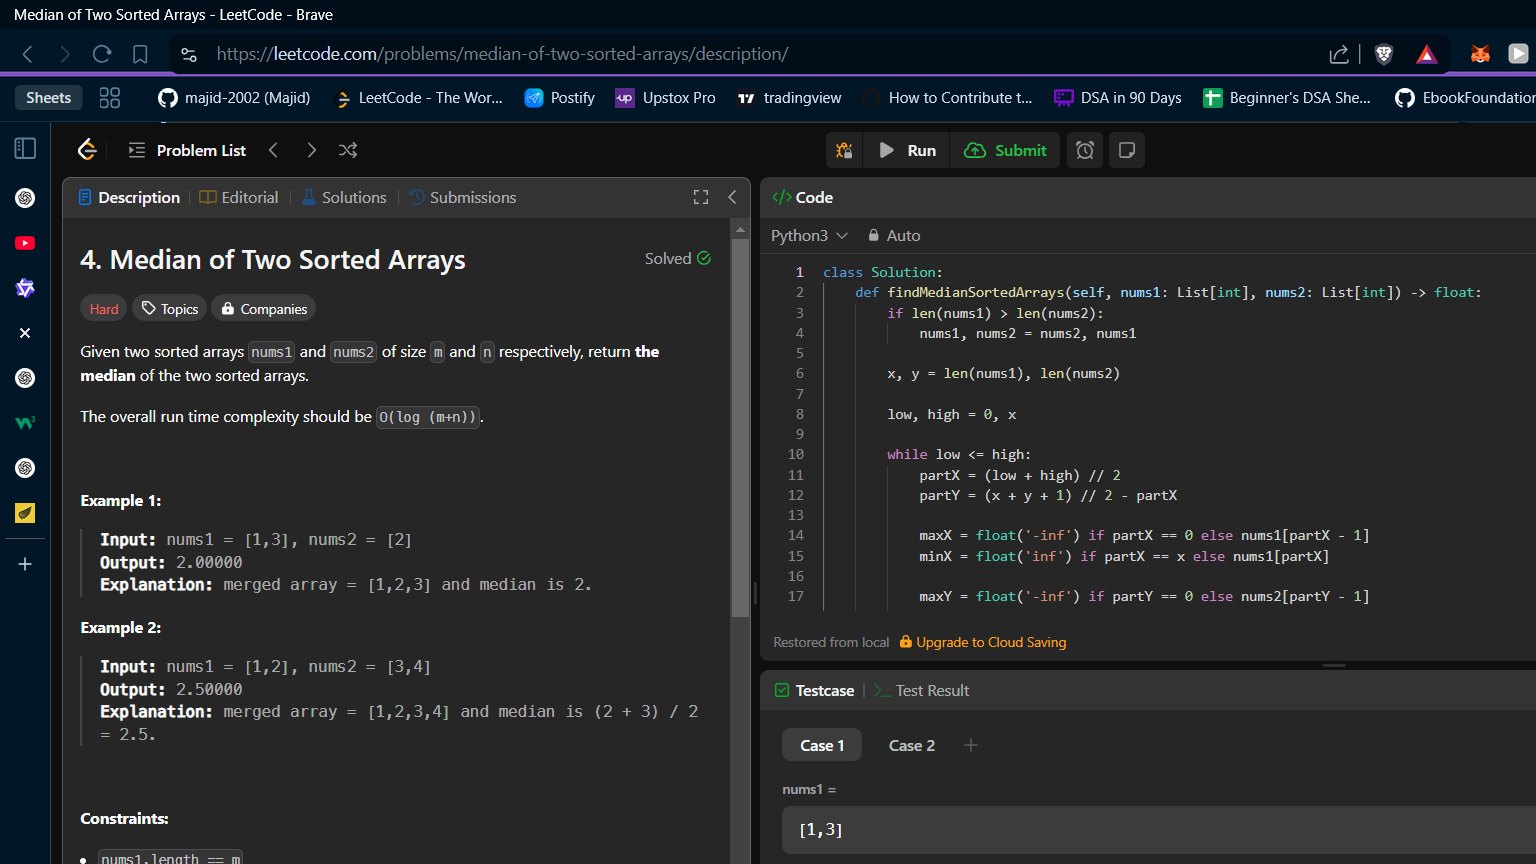 Median of Two Sorted Arrays - LeetCode - Brave
https://leetcode.com/problems/median-of-two-sorted-arrays/description/
Sheets majid-2002 (Majid) LeetCode - The Wor... Postify Upstox Pro tradingview How to Contribute t... DSA in 90 Days Beginner's DSA She... EbookFoundation
Problem List Run Submit
Description Editorial Solutions Submissions
4. Median of Two Sorted Arrays Solved
Hard Topics Companies
Given two sorted arrays nums1 and nums2 of size m and n respectively, return the
median of the two sorted arrays.
The overall run time complexity should be O(log (m+n)).
Example 1:
Input: nums1 = [1,3], nums2 = [2]
Output: 2.00000
Explanation: merged array = [1,2,3] and median is 2.
Example 2:
Input: nums1 = [1,2], nums2 = [3,4]
Output: 2.50000
Explanation: merged array = [1,2,3,4] and median is (2 + 3) / 2
= 2.5.
Constraints:
nums1.length == m
Code
Python3 Auto
1 class Solution:
2 def findMedianSortedArrays(self, nums1: List[int], nums2: List[int]) -> float:
3 if len(nums1) > len(nums2):
4 nums1, nums2 = nums2, nums1
5
6 x, y = len(nums1), len(nums2)
7
8 low, high = 0, x
9
10 while low <= high:
11 partX = (low + high) // 2
12 partY = (x + y + 1) // 2 - partX
13
14 maxX = float('-inf') if partX == 0 else nums1[partX - 1]
15 minX = float('inf') if partX == x else nums1[partX]
16
17 maxY = float('-inf') if partY == 0 else nums2[partY - 1]
Restored from local Upgrade to Cloud Saving
Testcase Test Result
Case 1 Case 2
nums1 =
[1,3]